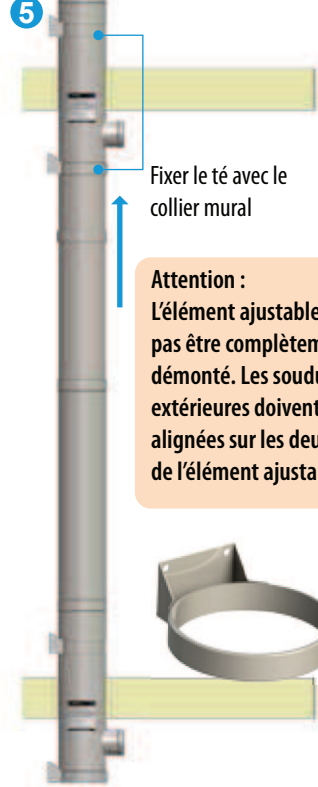 5
Fixer le té avec le
collier mural
Attention :
L'élément ajustable
pas être complètem
démonté. Les soudu
extérieures doivent
alignées sur les deu
de l'élément ajusta